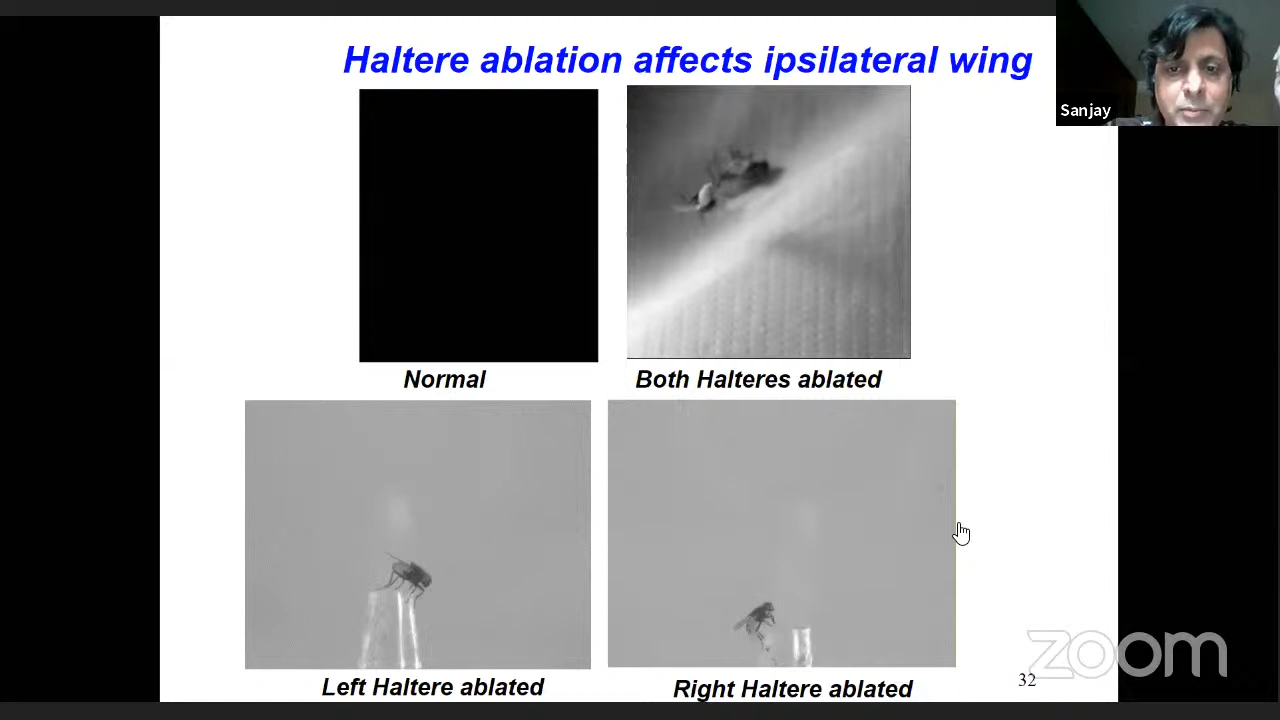 Haltere ablation affects ipsilateral wing
Sanjay
Normal
Both Halteres ablated
Left Haltere ablated
Right Haltere ablated
32
zoom